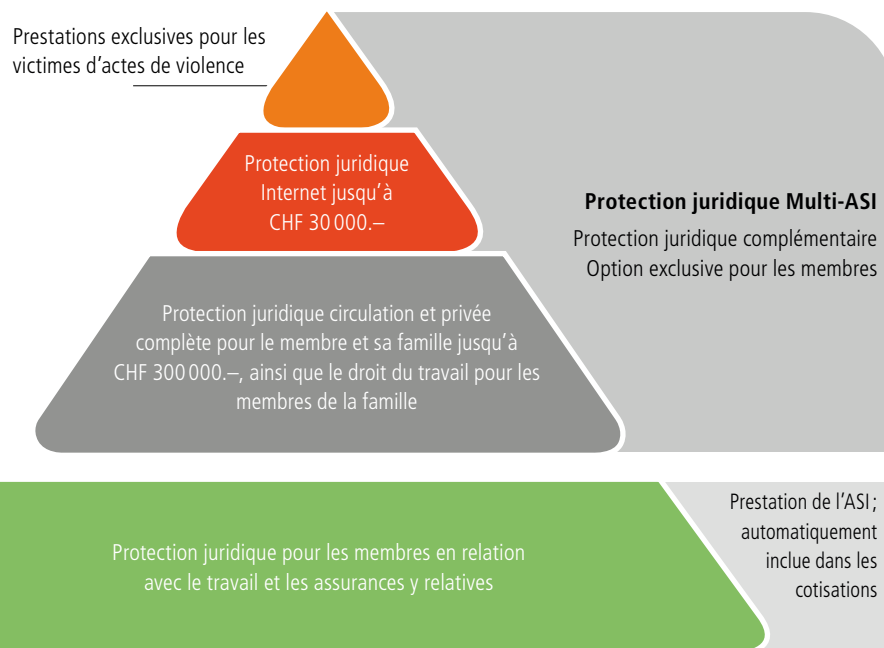 Prestations exclusives pour les
victimes d'actes de violence
Protection juridique
Internet jusqu'à
CHF 30 000.–
Protection juridique Multi-ASI
Protection juridique complémentaire
Option exclusive pour les membres
Protection juridique circulation et privée
complète pour le membre et sa famille jusqu'à
CHF 300 000.–, ainsi que le droit du travail pour les
membres de la famille
Protection juridique pour les membres en relation
avec le travail et les assurances y relatives
Prestation de l'ASI;
automatiquement
inclue dans les
cotisations